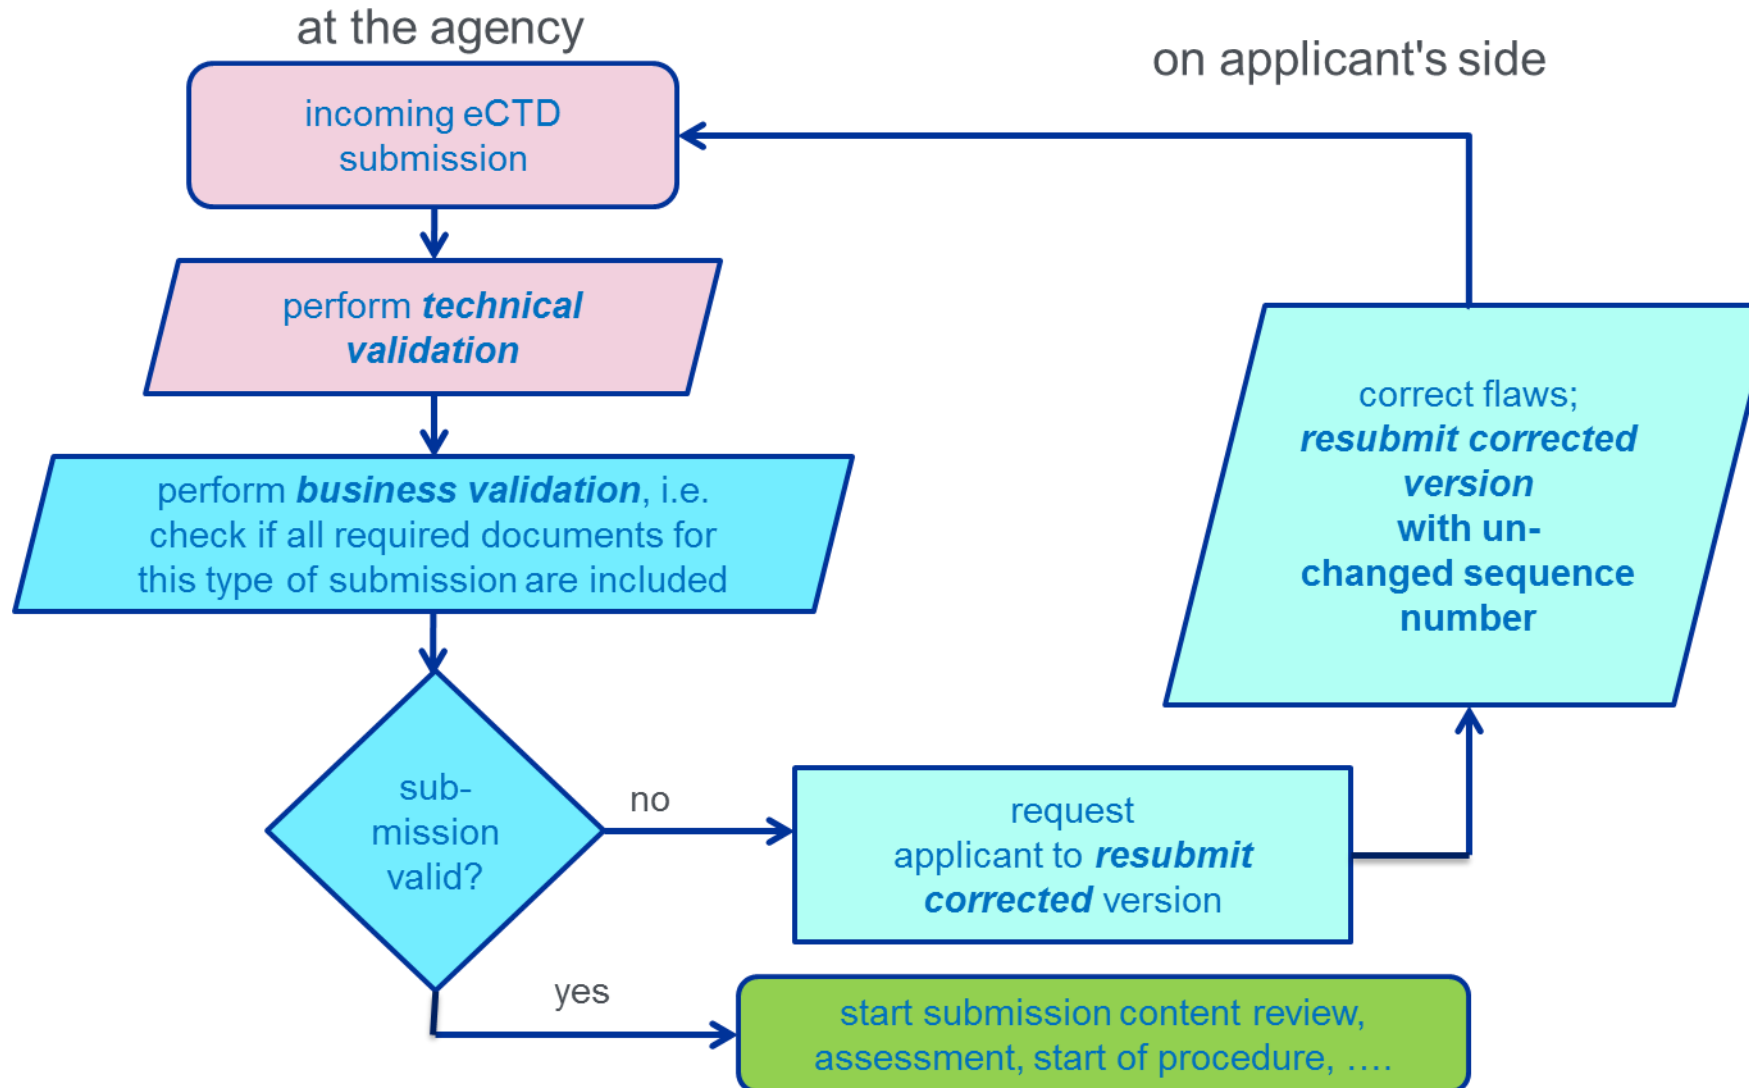 at the agency
on applicant's side
incoming eCTD
submission
perform technical
validation
perform business validation, i.e.
check if all required documents for
this type of submission are included
sub-
mission
valid?
no
request
applicant to resubmit
corrected version
correct flaws;
resubmit corrected
version
with un-
changed sequence
number
yes
start submission content review,
assessment, start of procedure, ….